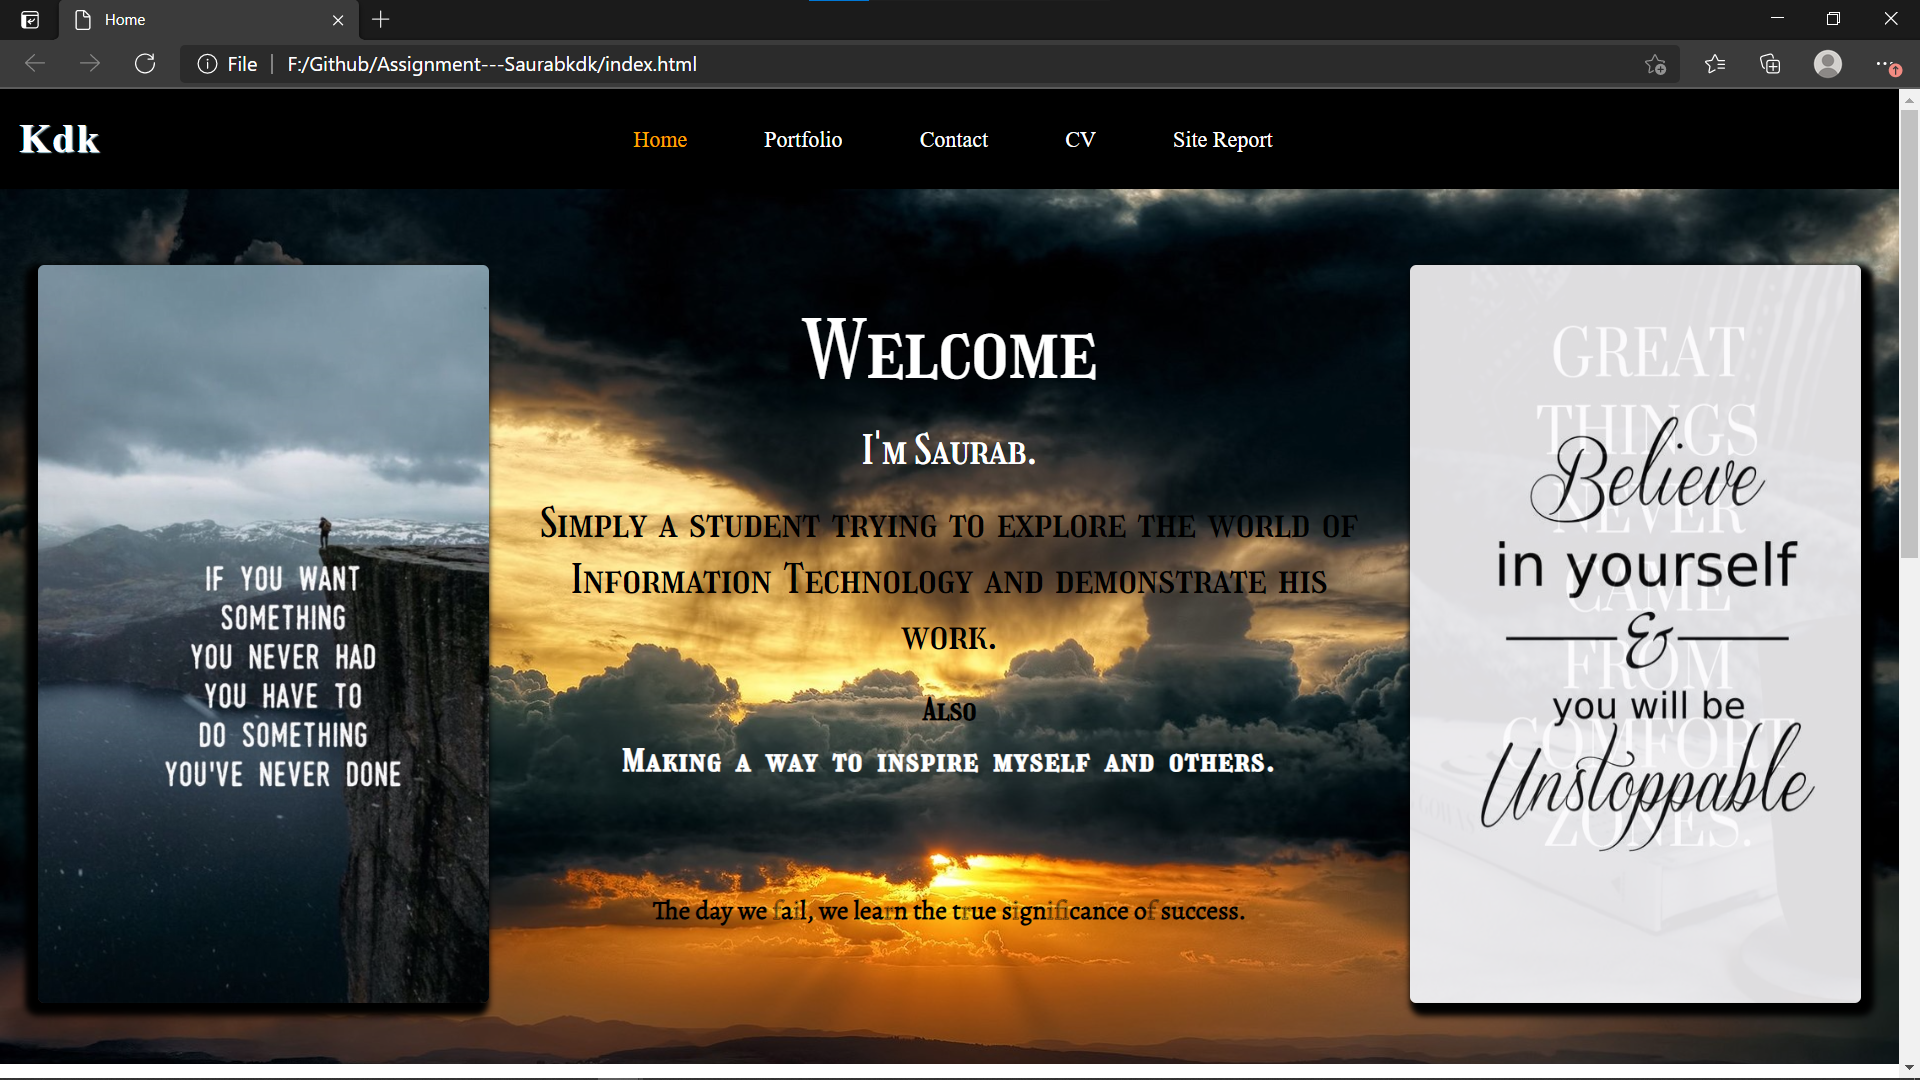 Home
File
F:/Github/Assignment---Saurabkdk/index.html
Kdk
Home
Portfolio
Contact
CV
Site Report
IF YOU WANT
SOMETHING
YOU NEVER HAD
YOU HAVE TO
DO SOMETHING
YOU'VE NEVER DONE
Welcome
I'm Saurab.
Simply a student trying to explore the world of
Information Technology and demonstrate his
work.
Also
Making a way to inspire myself and others.
The day we fail, we learn the true significance of success.
GREAT
THINGS
NEVER
CAME
FROM
COMFORT
ZONES.
Believe
in yourself
&
you will be
Unstoppable